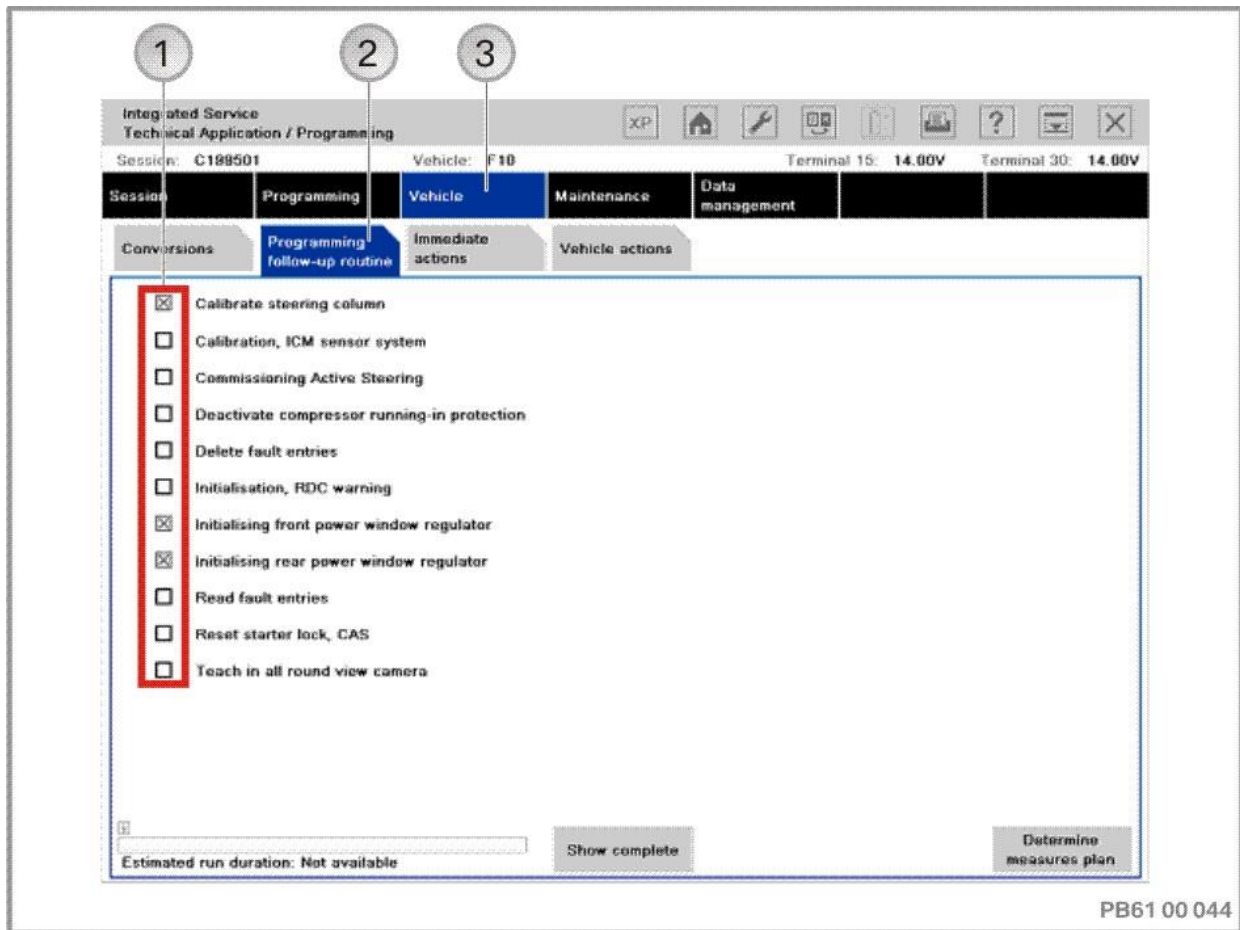 1 2 3
Integrated Service
Technical Application / Programming
XP
?
Session: C198501 Vehicle: F10 Terminal 15: 14.00V Terminal 30: 14.00V
Session Programming Vehicle Maintenance Data management
Conversions Programming follow-up routine Immediate actions Vehicle actions
Calibrate steering column
Calibration, ICM sensor system
Commissioning Active Steering
Deactivate compressor running-in protection
Delete fault entries
Initialisation, RDC warning
Initialising front power window regulator
Initialising rear power window regulator
Read fault entries
Reset starter lock, CAS
Teach in all round view camera
Estimated run duration: Not available
Show complete
Determine
measures plan
PB61 00 044